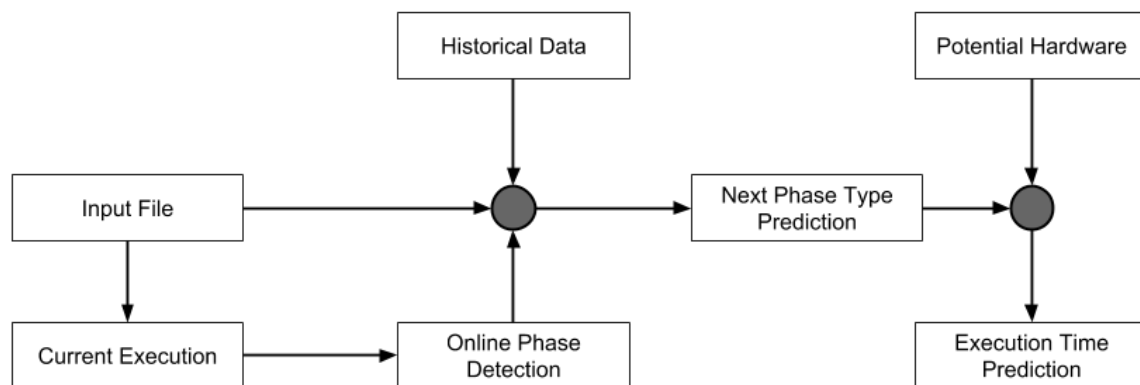 Historical Data
Potential Hardware
Input File
Next Phase Type
Prediction
Current Execution
Online Phase
Detection
Execution Time
Prediction